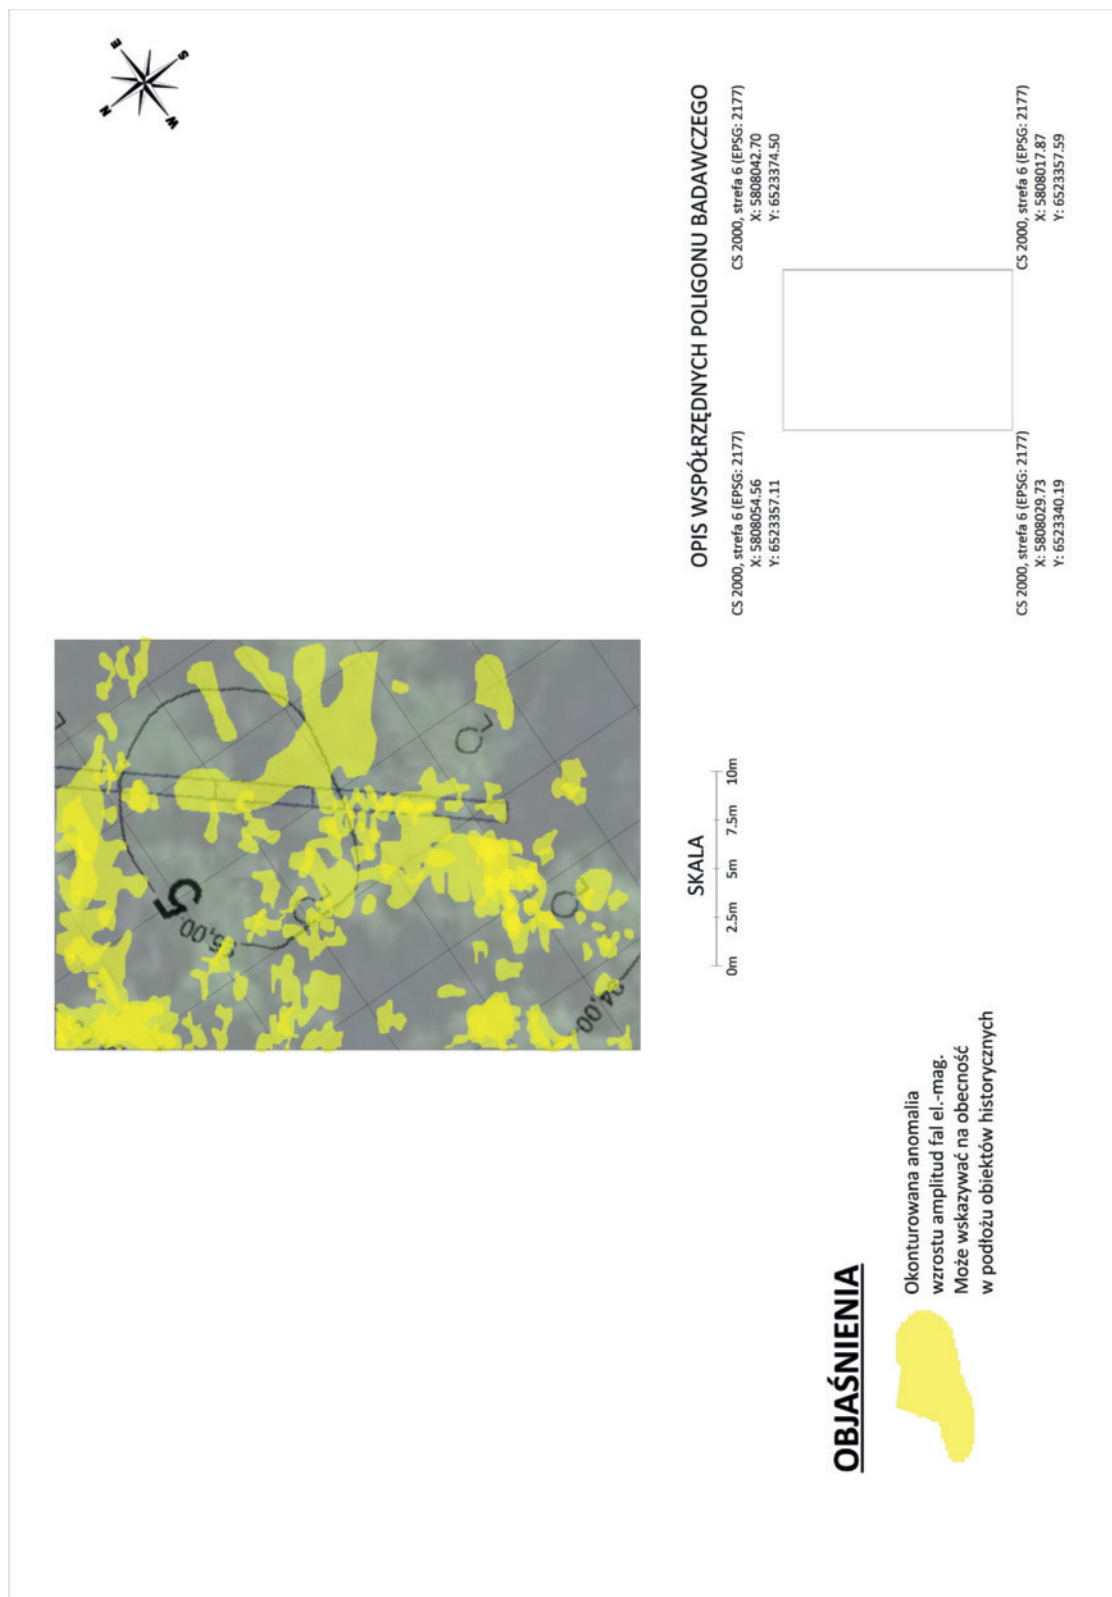 N
E
S
W
C5
95,00
L
L
L
L
94,00
SKALA
0m 2.5m 5m 7.5m 10m
OPIS WSPÓŁRZĘDNYCH POLIGONU BADAWCZEGO
CS 2000, strefa 6 (EPSG: 2177)
X: 5808054.56
Y: 6523357.11
CS 2000, strefa 6 (EPSG: 2177)
X: 5808042.70
Y: 6523374.50
CS 2000, strefa 6 (EPSG: 2177)
X: 5808029.73
Y: 6523340.19
CS 2000, strefa 6 (EPSG: 2177)
X: 5808017.87
Y: 6523357.59
OBJAŚNIENIA
Okonturowana anomalia
wzrostu amplitud fal el.-mag.
Może wskazywać na obecność
w podłożu obiektów historycznych